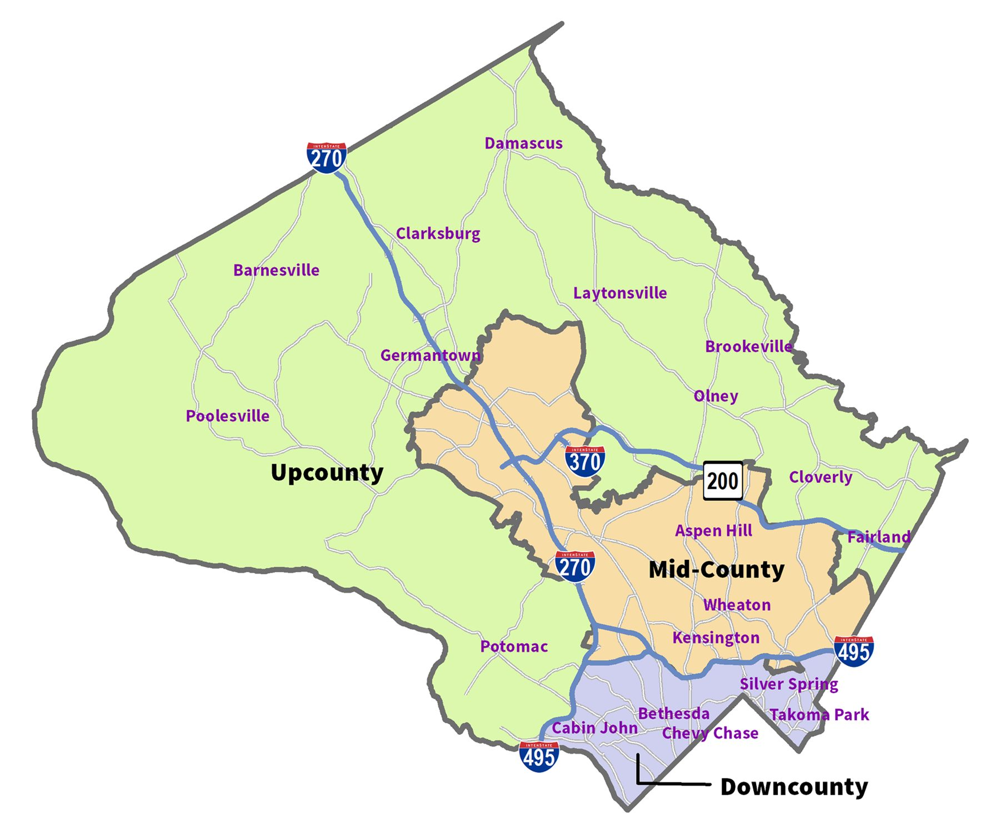 Damascus
INTERSTATE
270
Clarksburg
Barnesville
Laytonsville
Brookeville
Germantown
Olney
Poolesville
INTERSTATE
370
Upcounty
200
Cloverly
Aspen Hill
Fairland
INTERSTATE
270
Mid-County
Wheaton
Kensington
Potomac
INTERSTATE
495
Silver Spring
Bethesda
Takoma Park
Cabin John
Chevy Chase
INTERSTATE
495
Downcounty